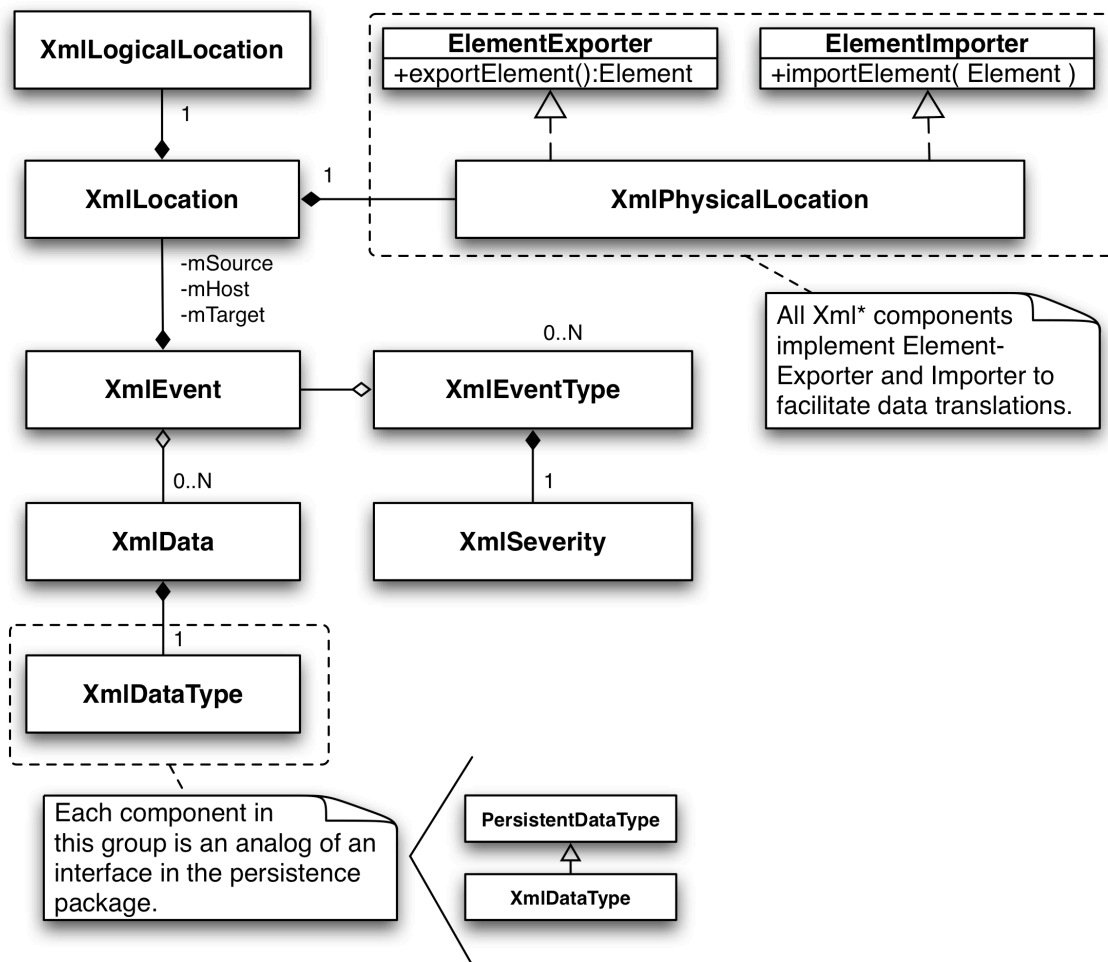 XmlLogicalLocation
ElementExporter
+exportElement():Element
ElementImporter
+importElement( Element )
1
XmlLocation
1
XmlPhysicalLocation
-mSource
-mHost
-mTarget
All Xml* components
implement Element-
Exporter and Importer to
facilitate data translations.
0..N
XmlEvent
XmlEventType
0..N
1
XmlData
XmlSeverity
1
XmlDataType
Each component in
this group is an analog of an
interface in the persistence
package.
PersistentDataType
XmlDataType